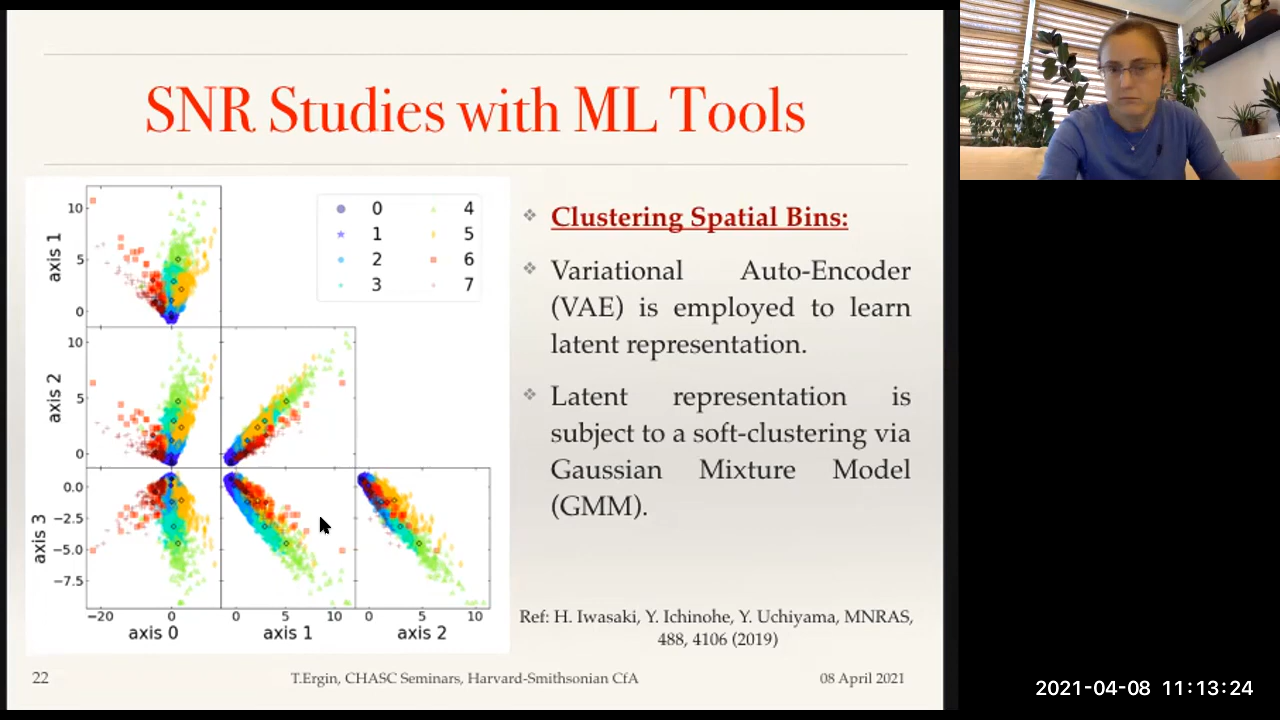 SNR Studies with ML Tools
axis 1
10
5
0
0
1
2
3
4
5
6
7
axis 2
10
5
0
axis 3
0.0
−2.5
−5.0
−7.5
−20 0
0 5 10
0 5 10
axis 0
axis 1
axis 2
❖ Clustering Spatial Bins:
❖ Variational Auto-Encoder
(VAE) is employed to learn
latent representation.
❖ Latent representation is
subject to a soft-clustering via
Gaussian Mixture Model
(GMM).
Ref: H. Iwasaki, Y. Ichinohe, Y. Uchiyama, MNRAS,
488, 4106 (2019)
22
T.Ergin, CHASC Seminars, Harvard-Smithsonian CfA
08 April 2021
2021-04-08 11:13:24